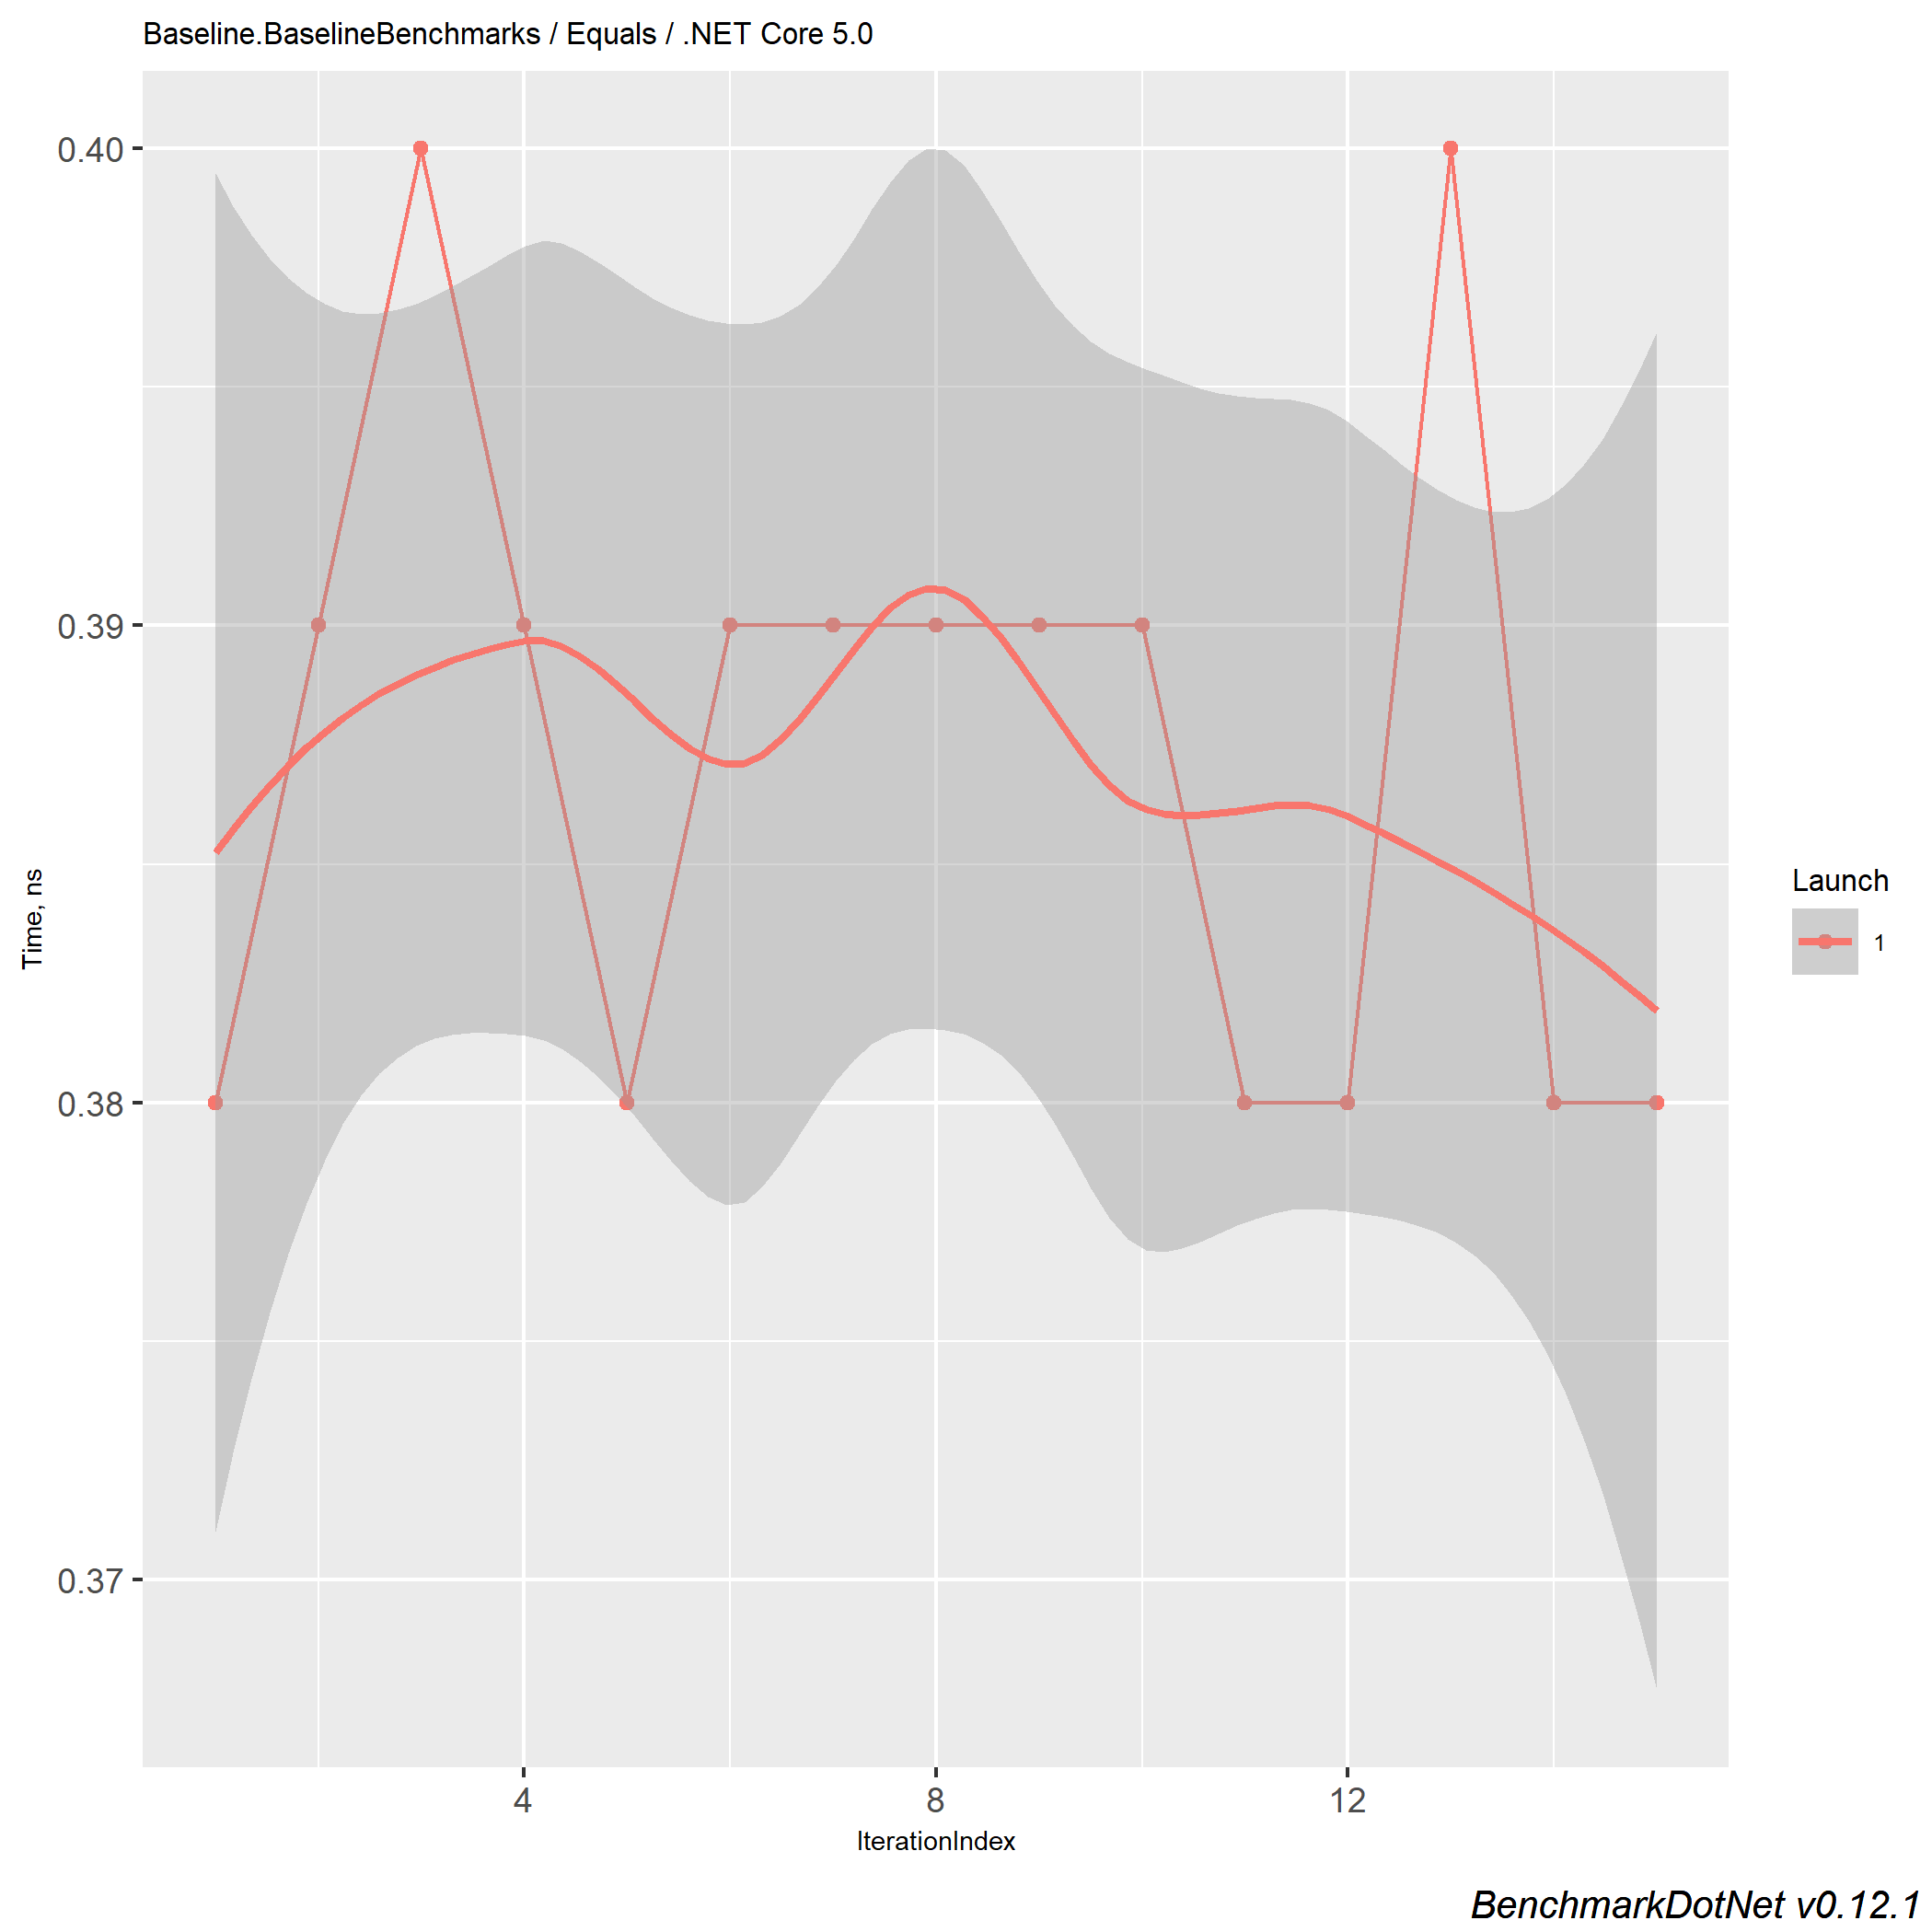 Baseline.BaselineBenchmarks / Equals / .NET Core 5.0
0.40
0.39
0.38
0.37
Time, ns
4 8 12
IterationIndex
Launch
1
BenchmarkDotNet v0.12.1